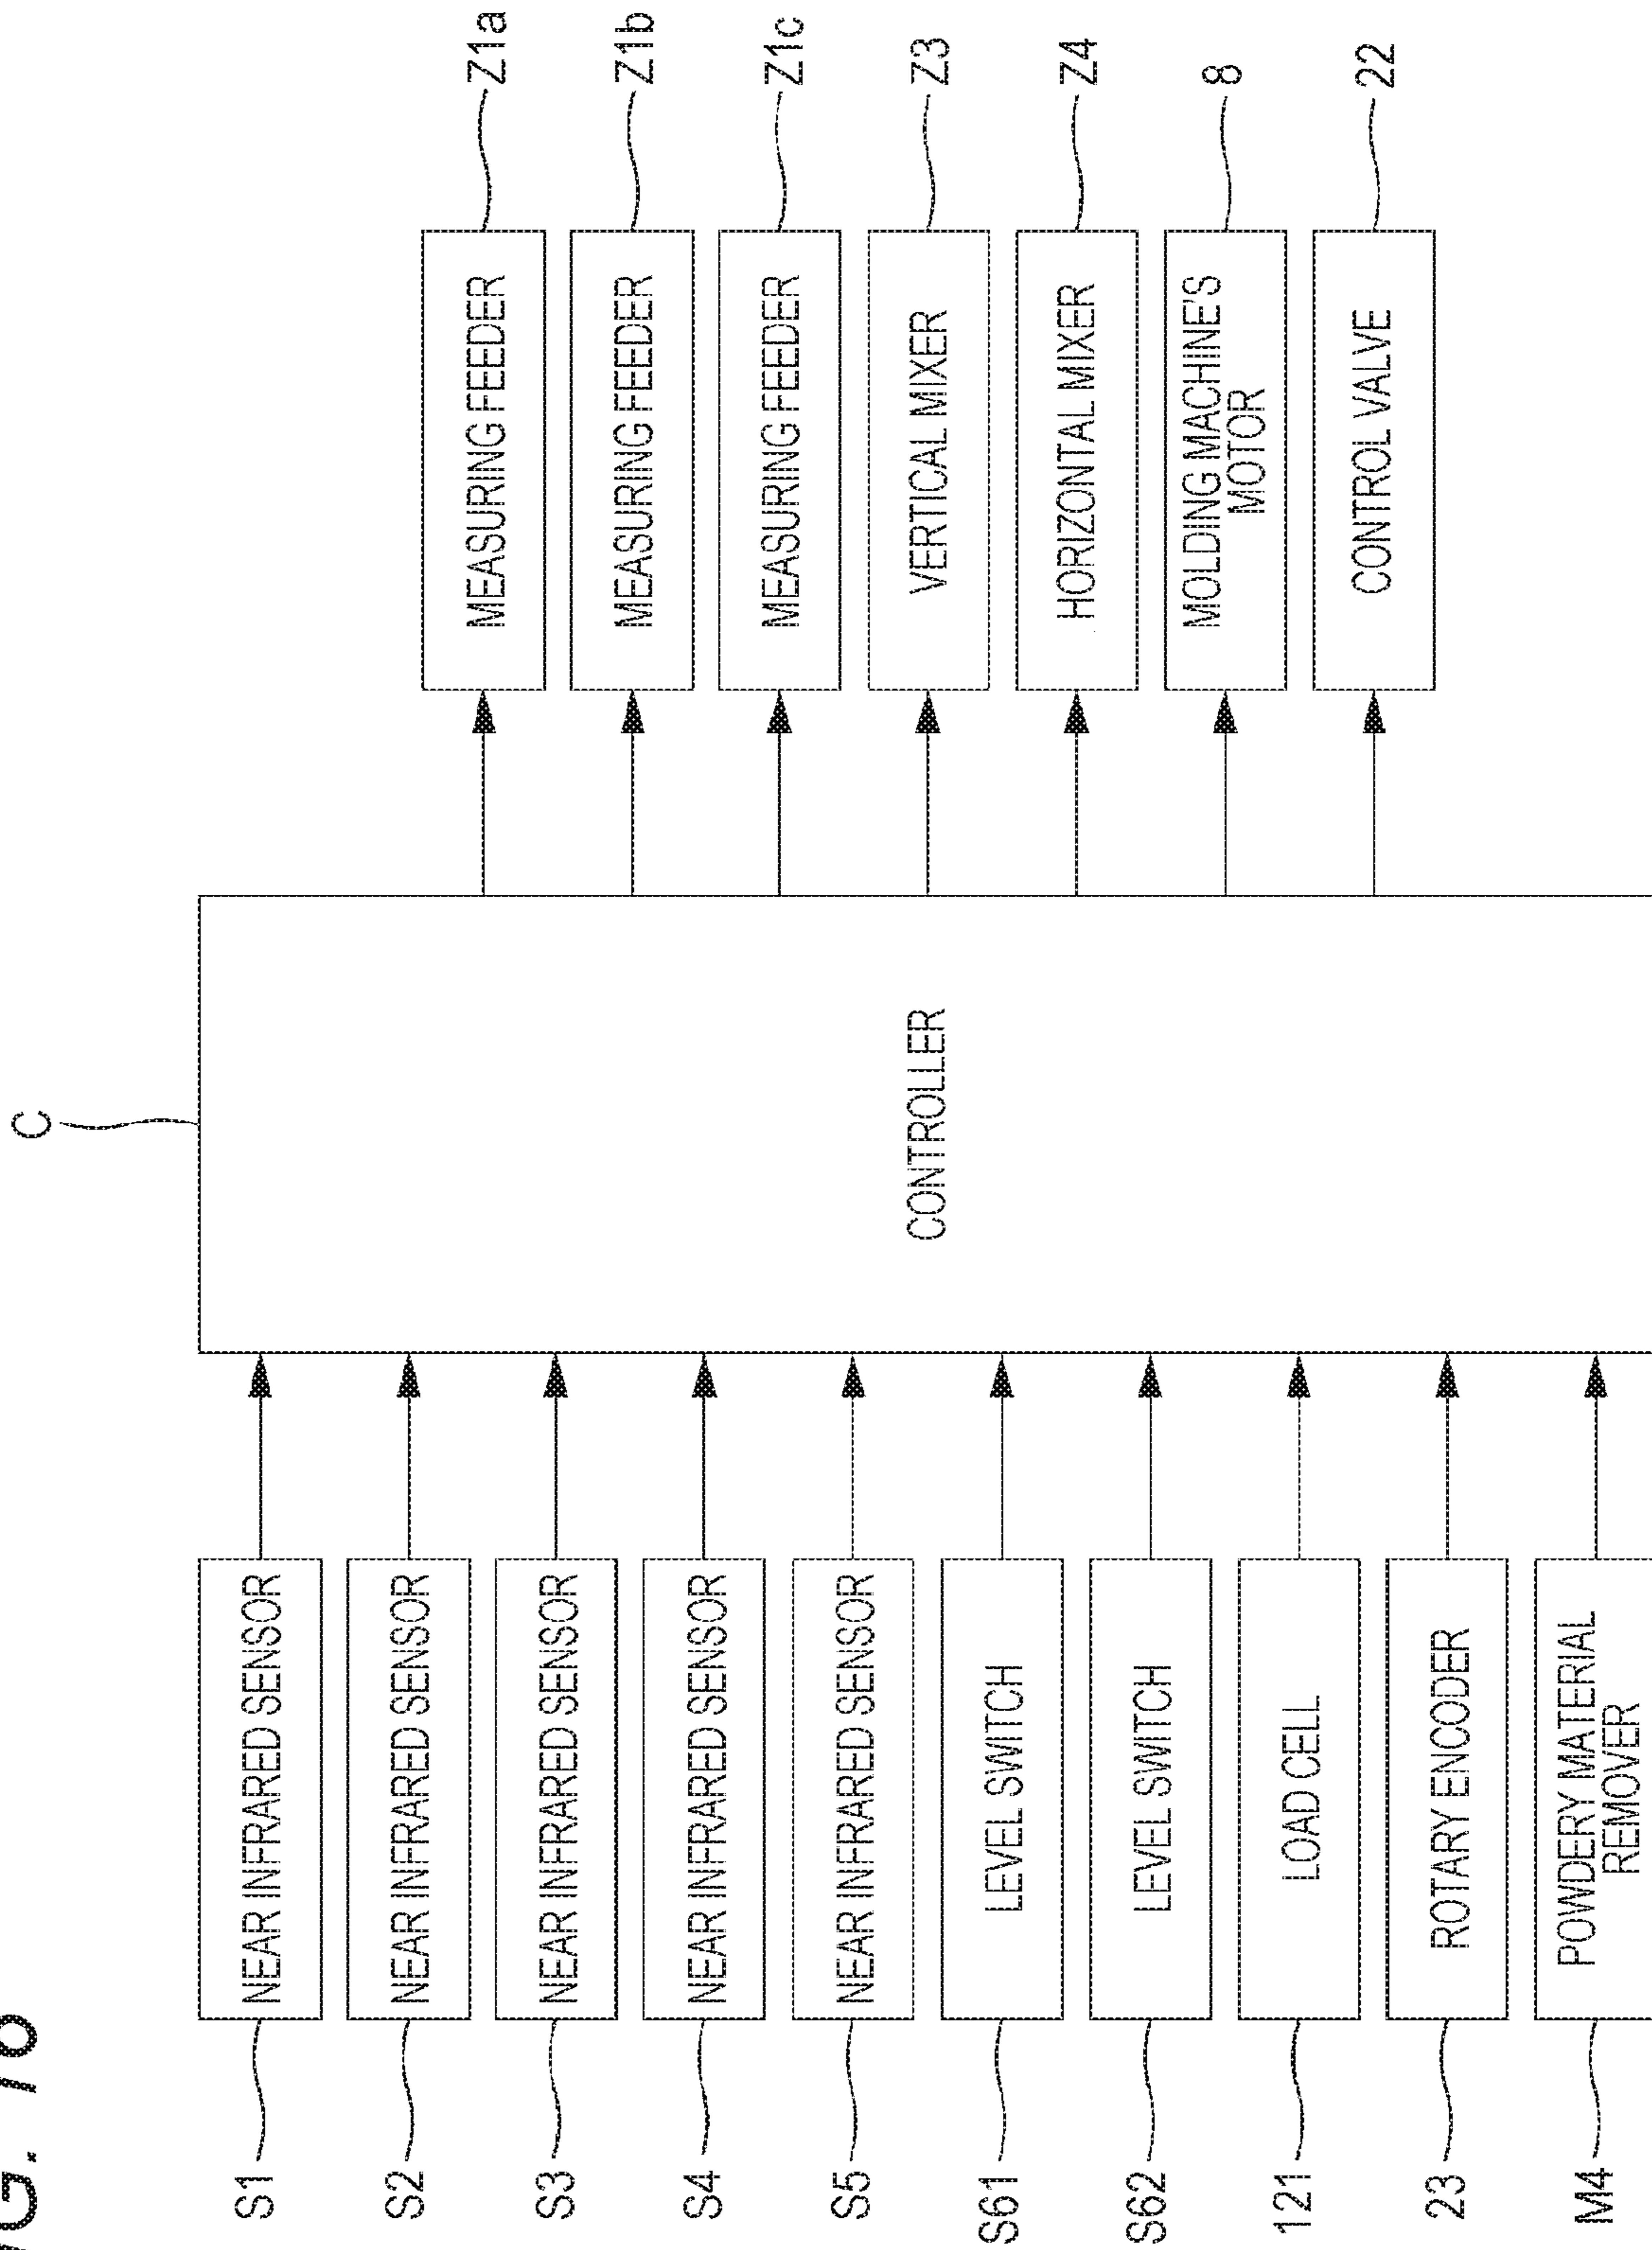 FIG. 16
C
S1
NEAR INFRARED SENSOR
S2
NEAR INFRARED SENSOR
S3
NEAR INFRARED SENSOR
S4
NEAR INFRARED SENSOR
S5
NEAR INFRARED SENSOR
S61
LEVEL SWITCH
S62
LEVEL SWITCH
121
LOAD CELL
23
ROTARY ENCODER
M4
POWDERY MATERIAL
REMOVER
CONTROLLER
MEASURING FEEDER
Z1a
MEASURING FEEDER
Z1b
MEASURING FEEDER
Z1c
VERTICAL MIXER
Z3
HORIZONTAL MIXER
Z4
MOLDING MACHINE'S
MOTOR
8
CONTROL VALVE
22